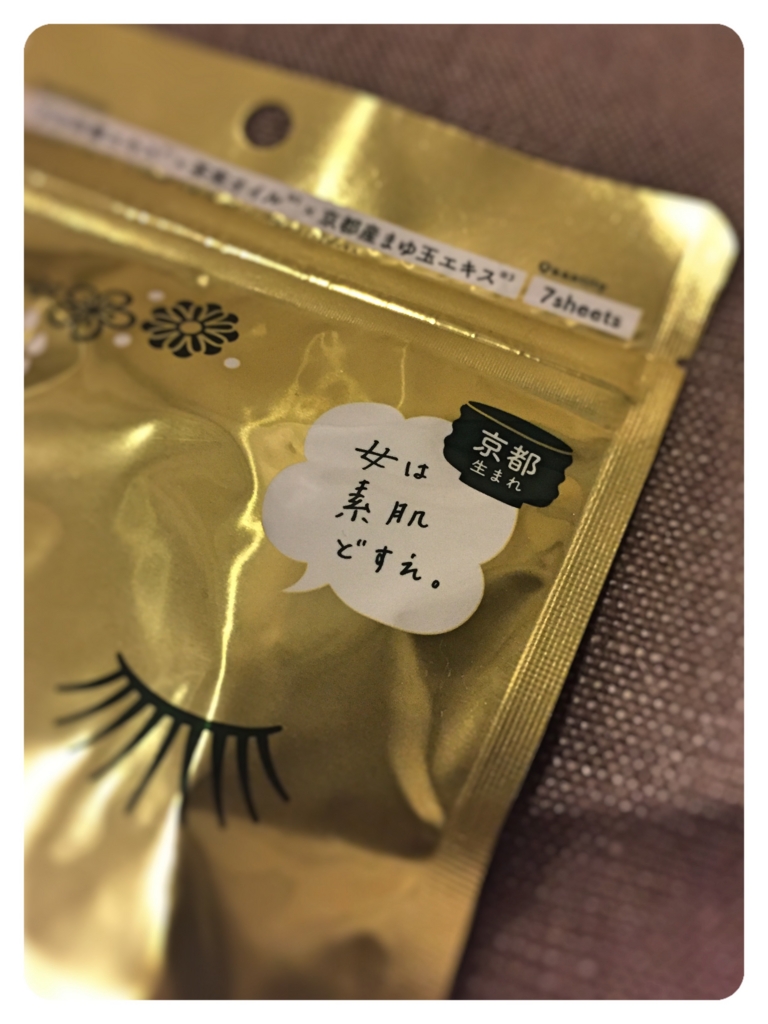 京都産まゆ玉エキス
Quantity
7sheets
京都
生まれ
女は
素肌
どすえ。